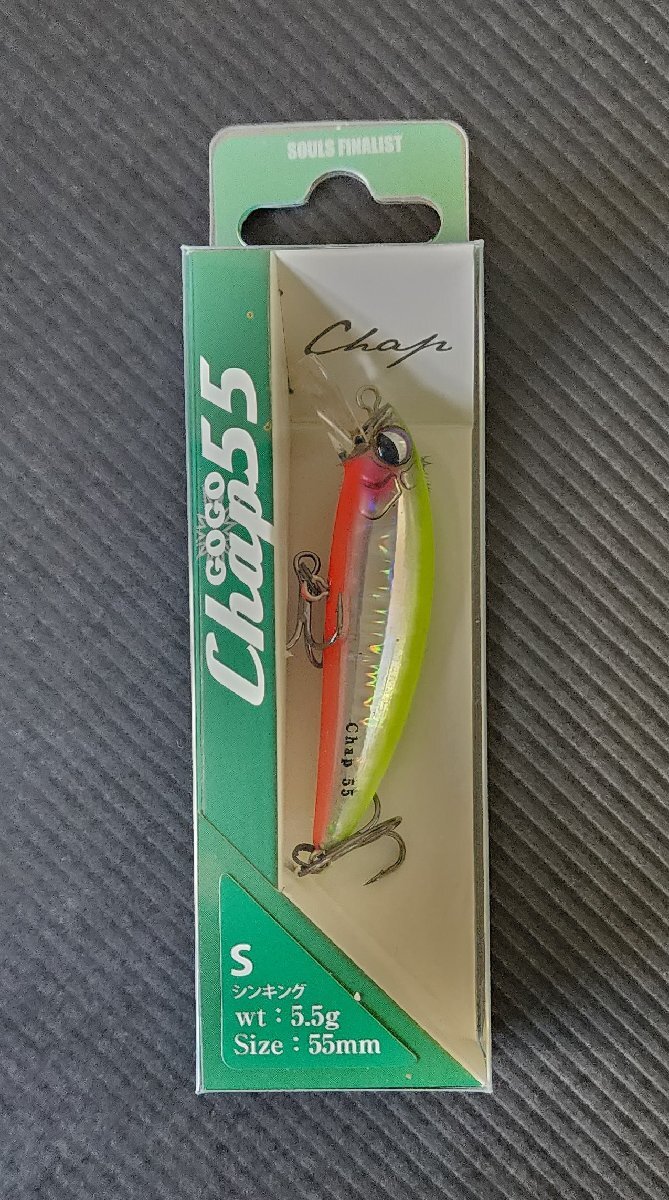 SOULS FINALIST
Chap
GOGO
Chap55
Chap 55
S
シンキング
wt：5.5g
Size：55mm